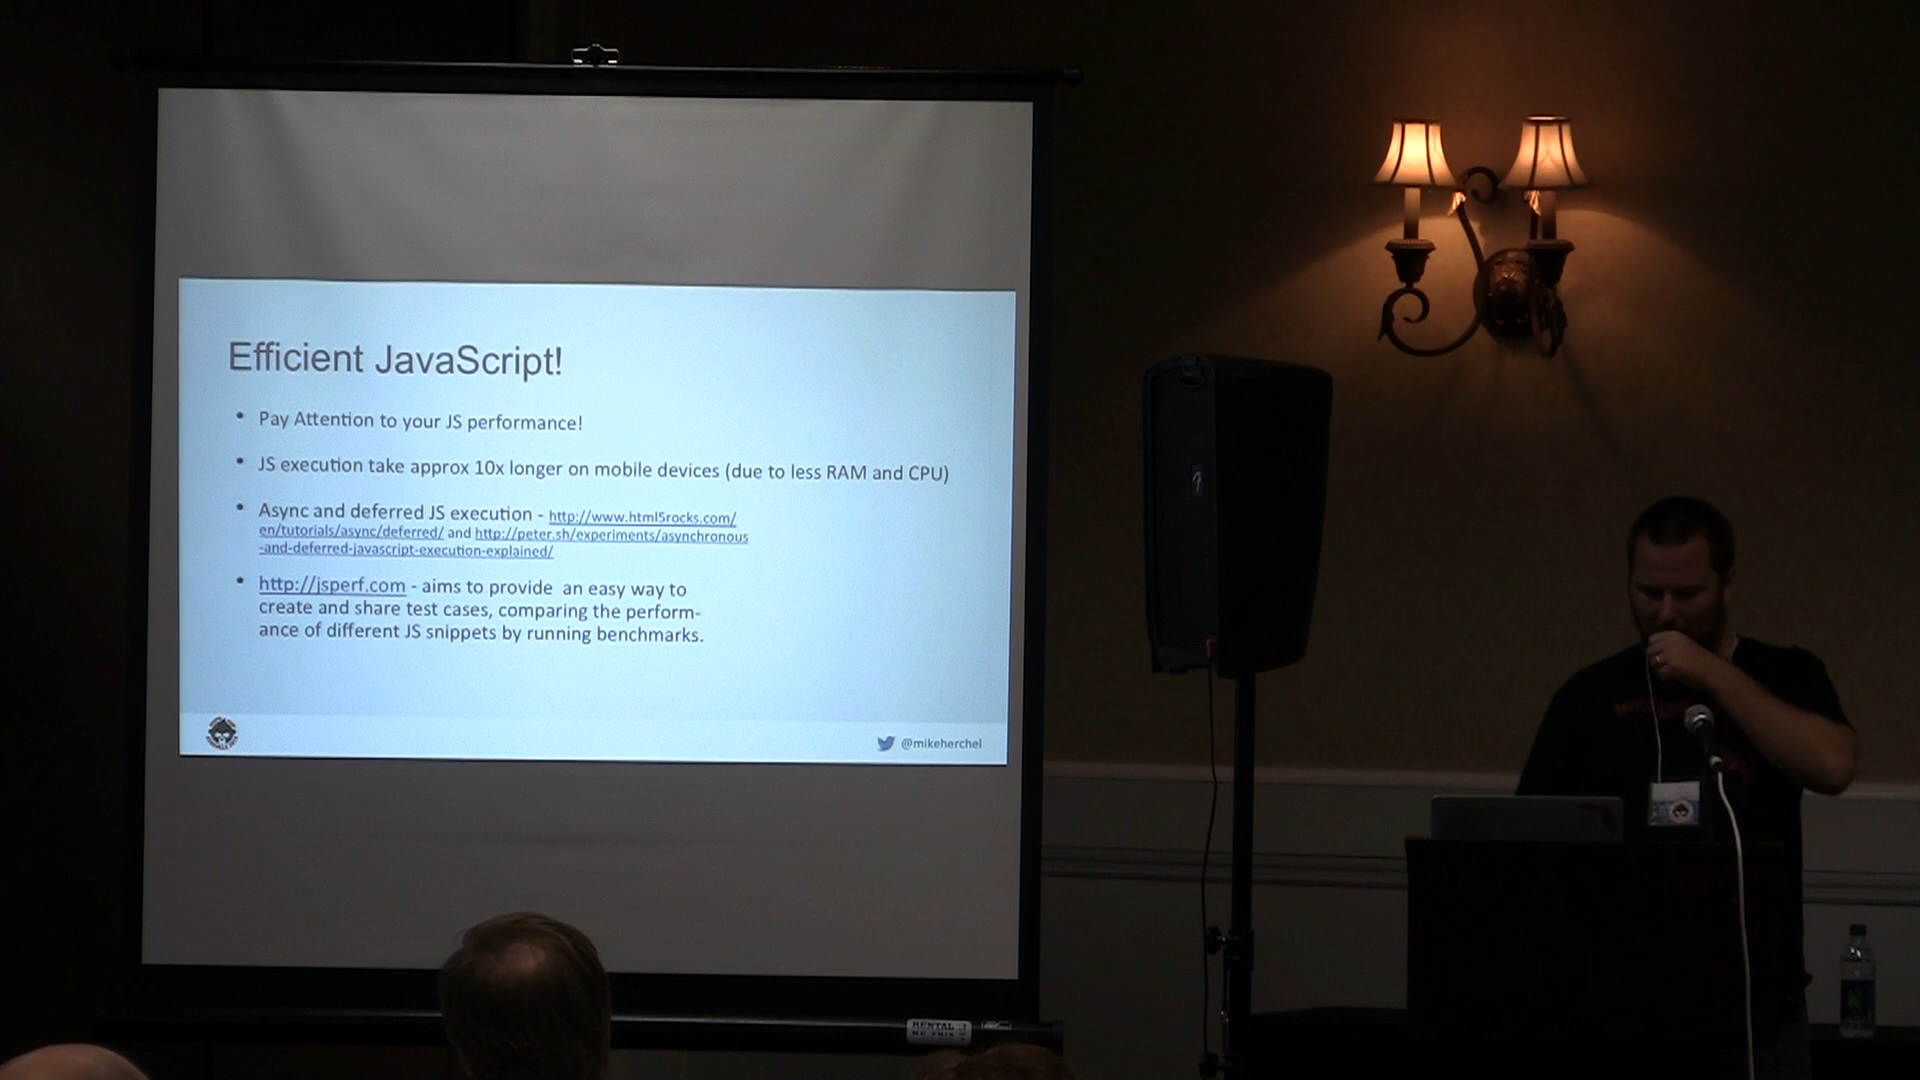 Efficient JavaScript!
• Pay Attention to your JS performance!
• JS execution take approx 10x longer on mobile devices (due to less RAM and CPU)
• Async and deferred JS execution - http://www.html5rocks.com/
en/tutorials/async/deferred/ and http://peter.sh/experiments/asynchronous
-and-deferred-javascript-execution-explained/
• http://jsperf.com - aims to provide an easy way to
create and share test cases, comparing the perform-
ance of different JS snippets by running benchmarks.
@mikeherchel
RENTAL